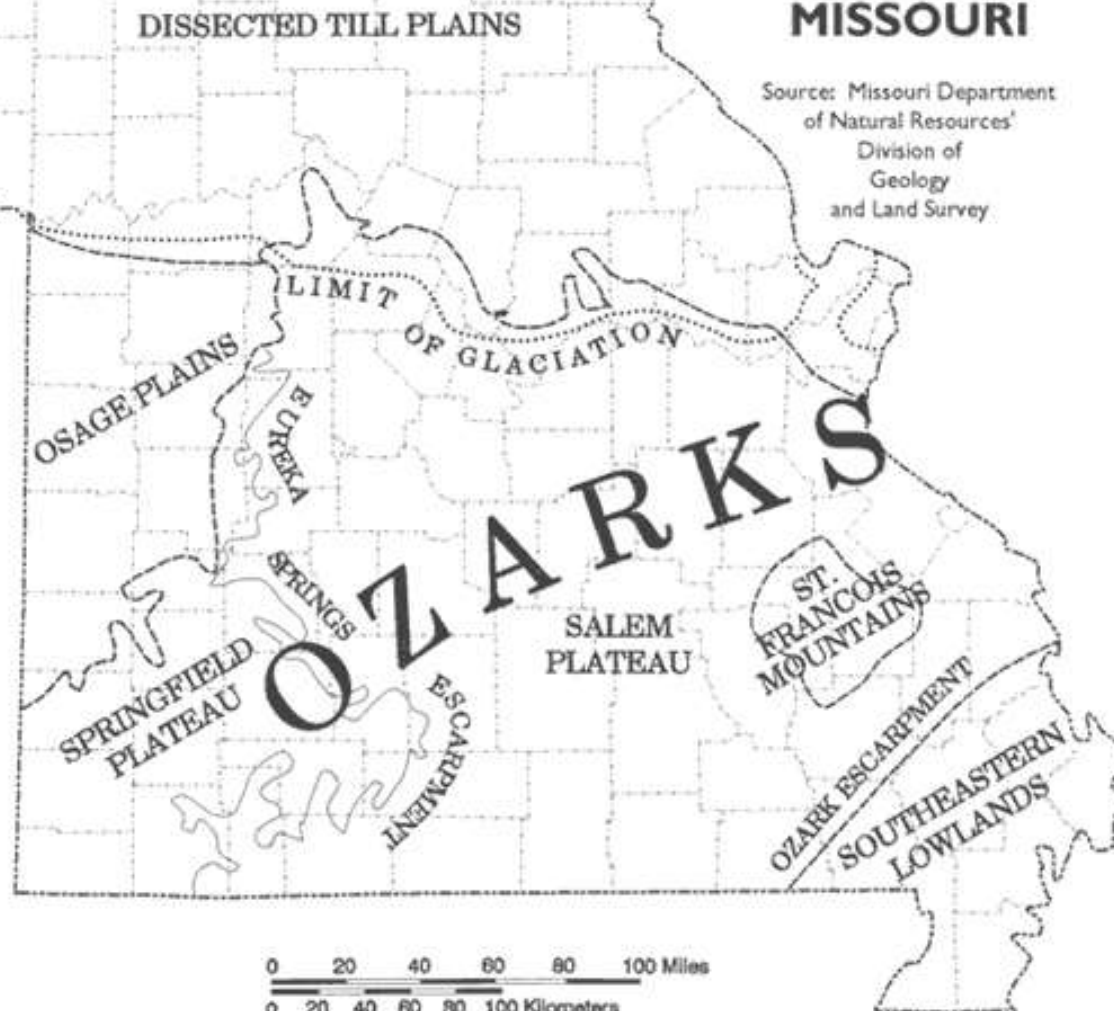 DISSECTED TILL PLAINS
MISSOURI
Source: Missouri Department
of Natural Resources'
Division of
Geology
and Land Survey
LIMIT OF GLACIATION
OSAGE PLAINS
EUREKA
SPRINGS
ESCARPMENT
OZARKS
ST.
FRANCOIS
MOUNTAINS
SALEM
PLATEAU
SPRINGFIELD
PLATEAU
OZARK ESCARPMENT
SOUTHEASTERN
LOWLANDS
0 20 40 60 80 100 Miles
0 20 40 60 80 100 Kilometers